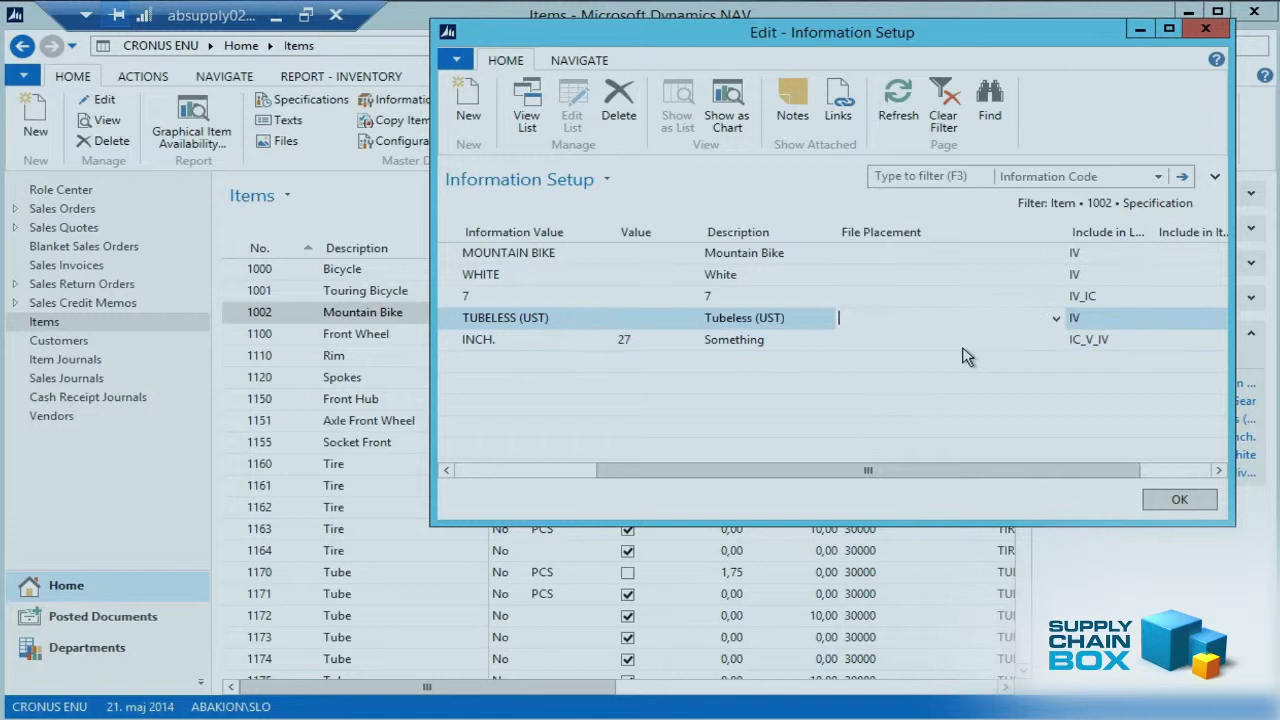 absupply02...
Items - Microsoft Dynamics NAV
CRONUS ENU
Home
Items
HOME
ACTIONS
NAVIGATE
REPORT - INVENTORY
New
Edit
View
Delete
Graphical Item
Availability...
Specifications
Texts
Files
Informatio
Copy Item
Configura
New
Manage
Report
Master D
Role Center
Sales Orders
Sales Quotes
Blanket Sales Orders
Sales Invoices
Sales Return Orders
Sales Credit Memos
Items
Customers
Item Journals
Sales Journals
Cash Receipt Journals
Vendors
Home
Posted Documents
Departments
Items
No. Description
1000 Bicycle
1001 Touring Bicycle
1002 Mountain Bike
1100 Front Wheel
1110 Rim
1120 Spokes
1150 Front Hub
1151 Axle Front Wheel
1155 Socket Front
1160 Tire
1161 Tire
1162 Tire
1163 Tire No PCS 0,00 10,00 30000 TIR
1164 Tire No 0,00 0,00 30000 TIR
1170 Tube No PCS 1,75 0,00 30000 TUI
1171 Tube No PCS 0,00 0,00 30000 TUI
1172 Tube No 0,00 10,00 30000 TUI
1173 Tube No 0,00 0,00 30000 TUI
1174 Tube No 0,00 0,00 30000 TUI
Edit - Information Setup
HOME
NAVIGATE
New
View
List
Edit
List
Delete
Show
as List
Show as
Chart
Notes
Links
Refresh
Clear
Filter
Find
New
Manage
View
Show Attached
Page
Information Setup
Type to filter (F3)
Information Code
Filter: Item • 1002 • Specification
Information Value Value Description File Placement Include in L... Include in It...
MOUNTAIN BIKE Mountain Bike IV
WHITE White IV
7 7 IV_IC
TUBELESS (UST) Tubeless (UST) IV
INCH. 27 Something IC_V_IV
OK
n ...
Gear
s (...
nch.
hite
iv...
SUPPLY
CHAIN
BOX
CRONUS ENU
21. maj 2014
ABAKION\SLO